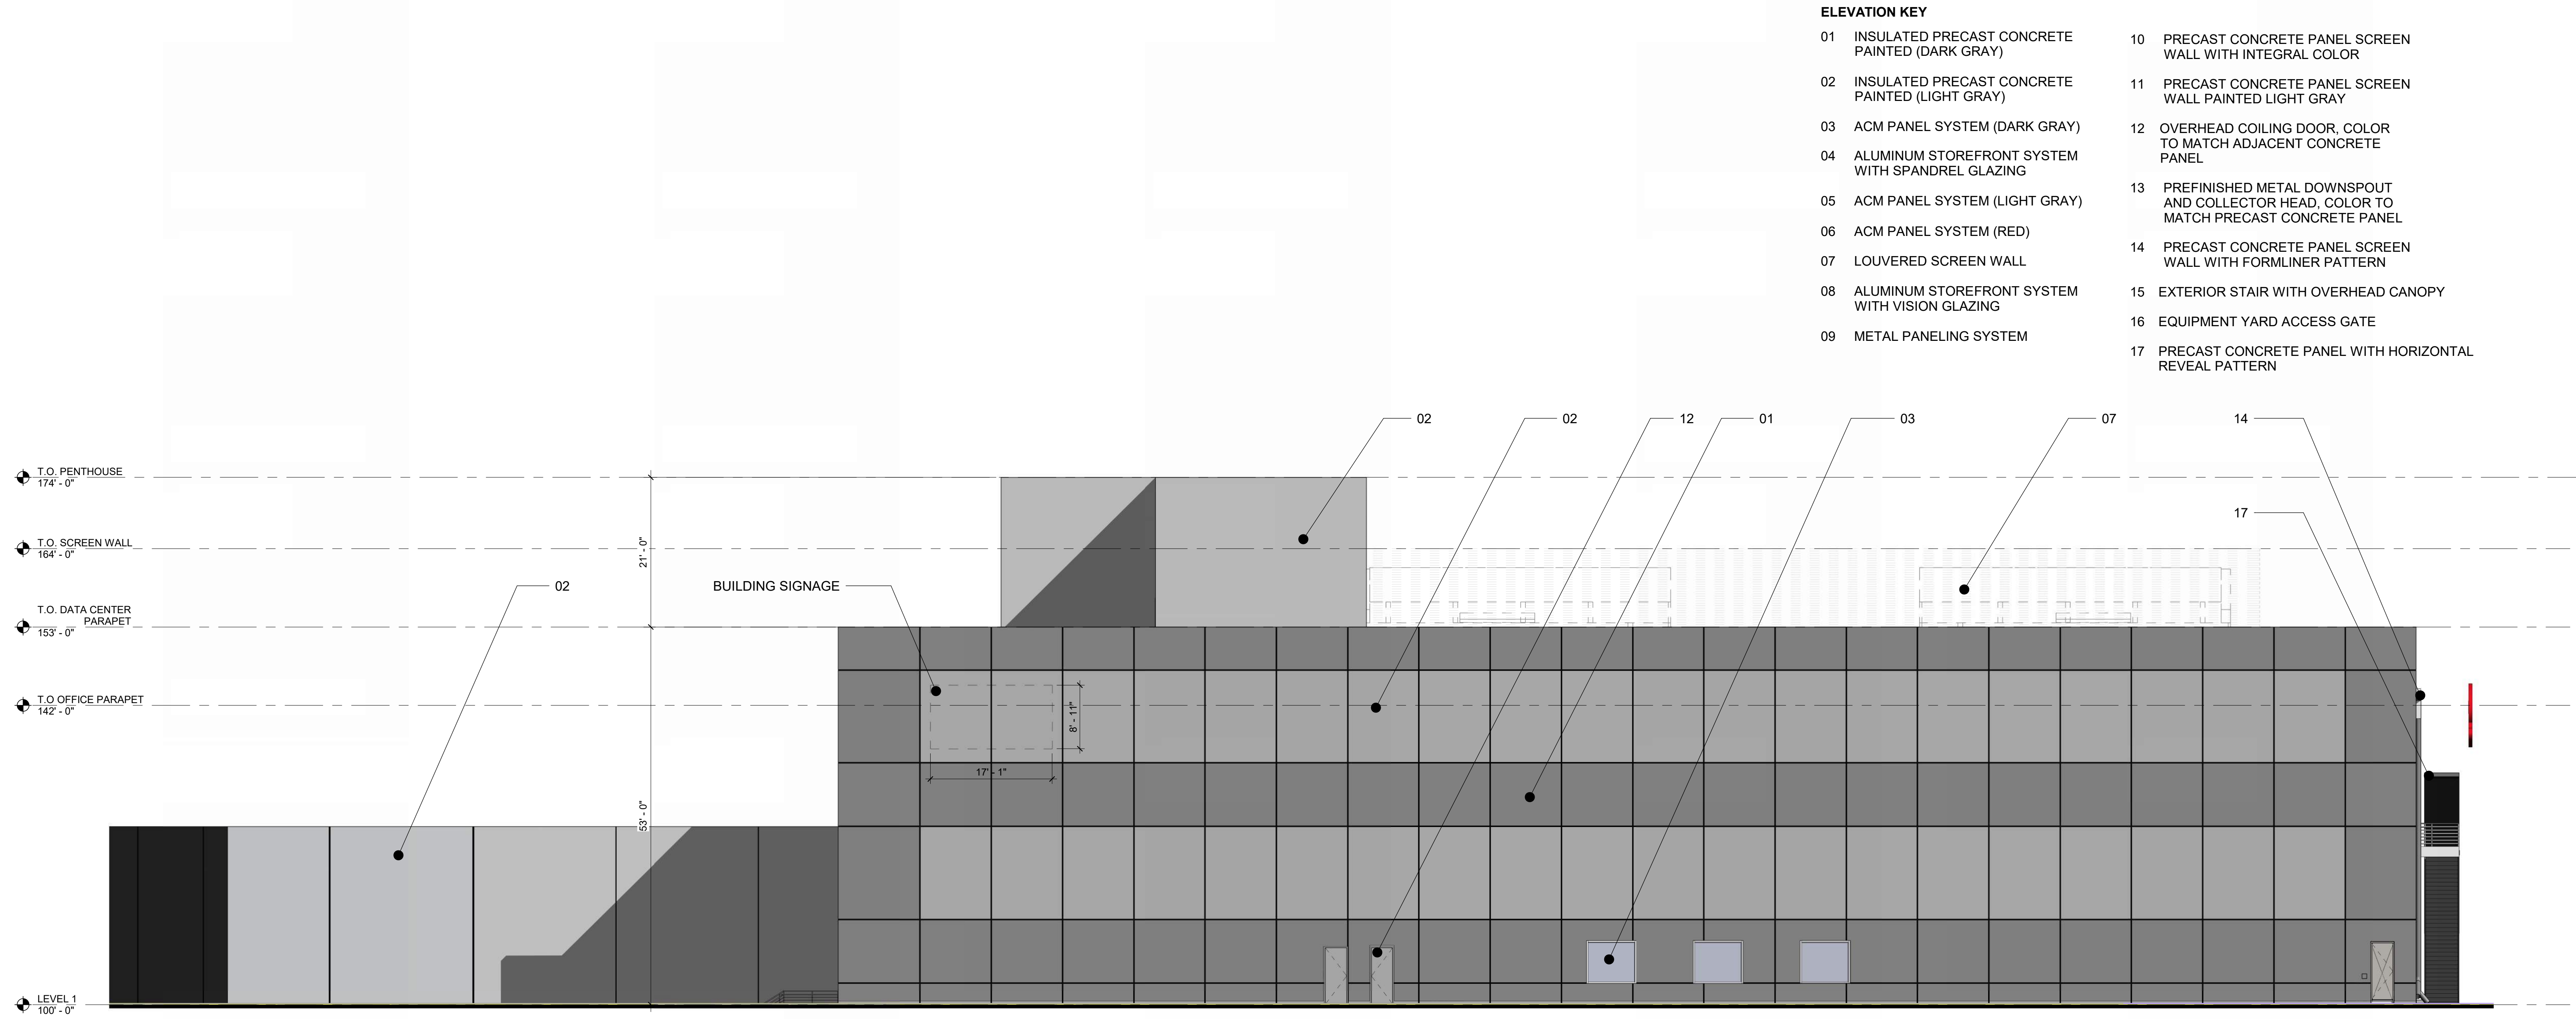 ELEVATION KEY
01 INSULATED PRECAST CONCRETE
PAINTED (DARK GRAY)
02 INSULATED PRECAST CONCRETE
PAINTED (LIGHT GRAY)
03 ACM PANEL SYSTEM (DARK GRAY)
04 ALUMINUM STOREFRONT SYSTEM
WITH SPANDREL GLAZING
05 ACM PANEL SYSTEM (LIGHT GRAY)
06 ACM PANEL SYSTEM (RED)
07 LOUVERED SCREEN WALL
08 ALUMINUM STOREFRONT SYSTEM
WITH VISION GLAZING
09 METAL PANELING SYSTEM
10 PRECAST CONCRETE PANEL SCREEN
WALL WITH INTEGRAL COLOR
11 PRECAST CONCRETE PANEL SCREEN
WALL PAINTED LIGHT GRAY
12 OVERHEAD COILING DOOR, COLOR
TO MATCH ADJACENT CONCRETE
PANEL
13 PREFINISHED METAL DOWNSPOUT
AND COLLECTOR HEAD, COLOR TO
MATCH PRECAST CONCRETE PANEL
14 PRECAST CONCRETE PANEL SCREEN
WALL WITH FORMLINER PATTERN
15 EXTERIOR STAIR WITH OVERHEAD CANOPY
16 EQUIPMENT YARD ACCESS GATE
17 PRECAST CONCRETE PANEL WITH HORIZONTAL
REVEAL PATTERN
02
02
12
01
03
07
14
T.O. PENTHOUSE
174' - 0"
17
T.O. SCREEN WALL
164' - 0"
21' - 0"
02
BUILDING SIGNAGE
T.O. DATA CENTER
PARAPET
153' - 0"
T.O OFFICE PARAPET
142' - 0"
8' - 11"
17' - 1"
53' - 0"
LEVEL 1
100' - 0"